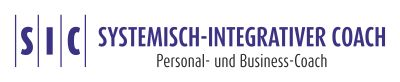 |S|I|C| SYSTEMISCH-INTEGRATIVER COACH
Personal- und Business-Coach